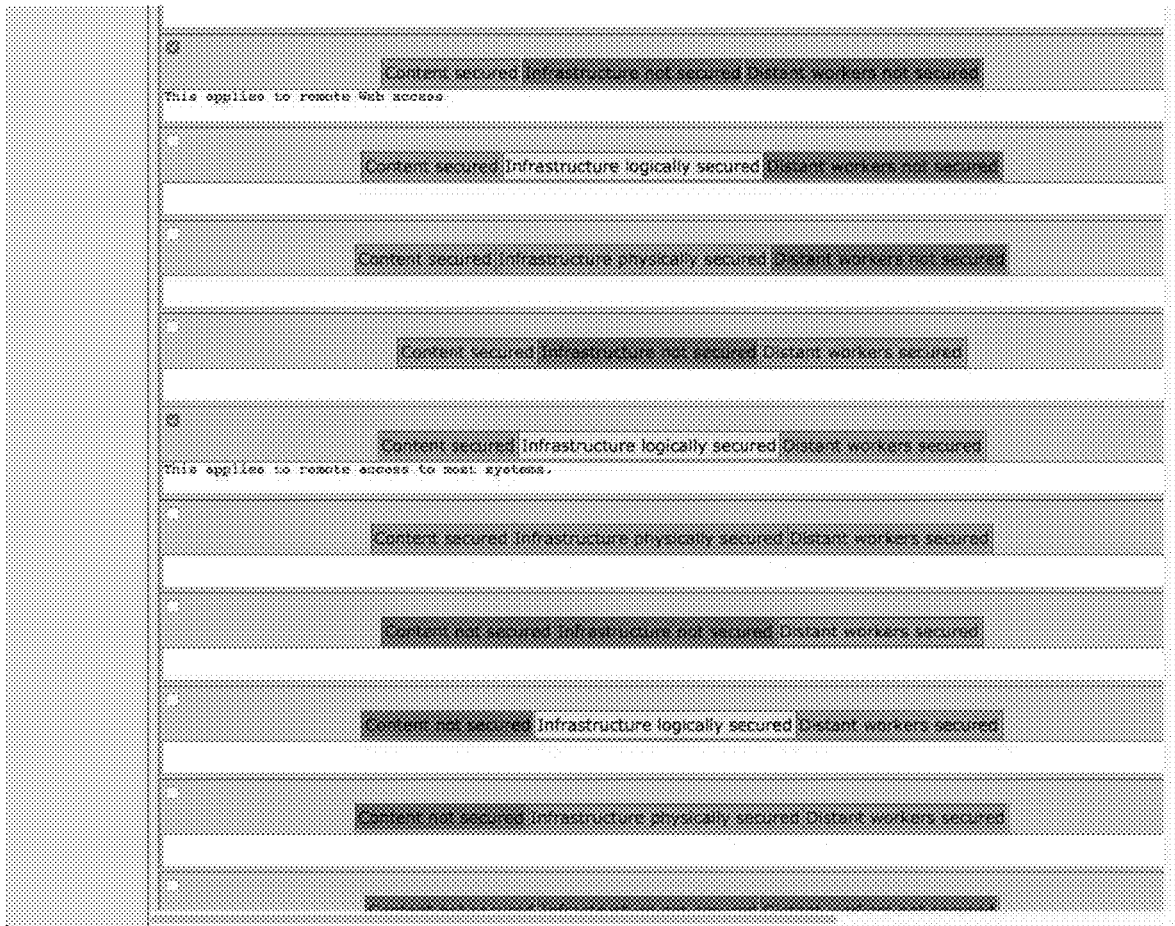 Content secured Infrastructure not secured Distant workers not secured
This applies to remote Web access
Content secured Infrastructure logically secured Distant workers not secured
Content secured Infrastructure physically secured Distant workers not secured
Content secured Infrastructure not secured Distant workers secured
Content secured Infrastructure logically secured Distant workers secured
This applies to remote access to most systems.
Content secured Infrastructure physically secured Distant workers secured
Content not secured Infrastructure not secured Distant workers secured
Content not secured Infrastructure logically secured Distant workers secured
Content not secured Infrastructure physically secured Distant workers secured